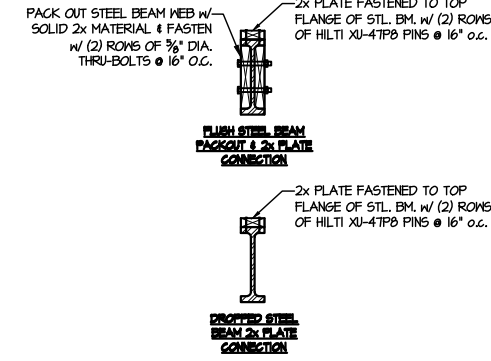 PACK OUT STEEL BEAM WEB w/
SOLID 2x MATERIAL & FASTEN
w/ (2) ROWS OF 5/8" DIA.
THRU-BOLTS @ 16" O.C.
2x PLATE FASTENED TO TOP
FLANGE OF STL. BM. w/ (2) ROWS
OF HILTI XU-47P8 PINS @ 16" o.c.
FLUSH STEEL BEAM
PACKOUT & 2x PLATE
CONNECTION
2x PLATE FASTENED TO TOP
FLANGE OF STL. BM. w/ (2) ROWS
OF HILTI XU-47P8 PINS @ 16" o.c.
DROPPED STEEL
BEAM 2x PLATE
CONNECTION